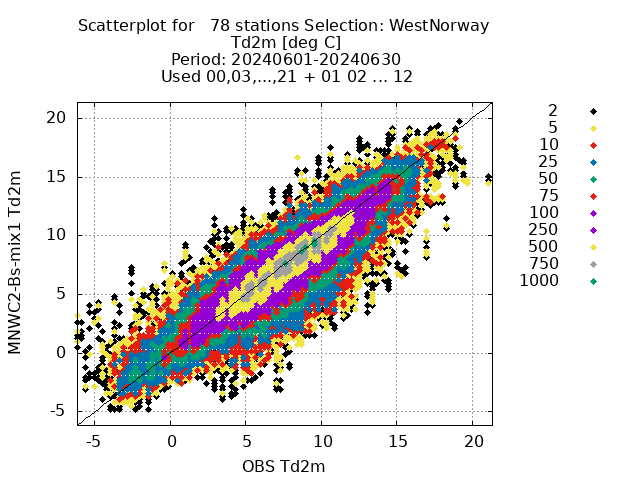 Scatterplot for   78 stations Selection: WestNorway
Td2m [deg C]
Period: 20240601-20240630
Used 00,03,...,21 + 01 02 ... 12
20
15
10
5
0
-5
MNWC2-Bs-mix1 Td2m
-5 0 5 10 15 20
OBS Td2m
2
5
10
25
50
75
100
250
500
750
1000